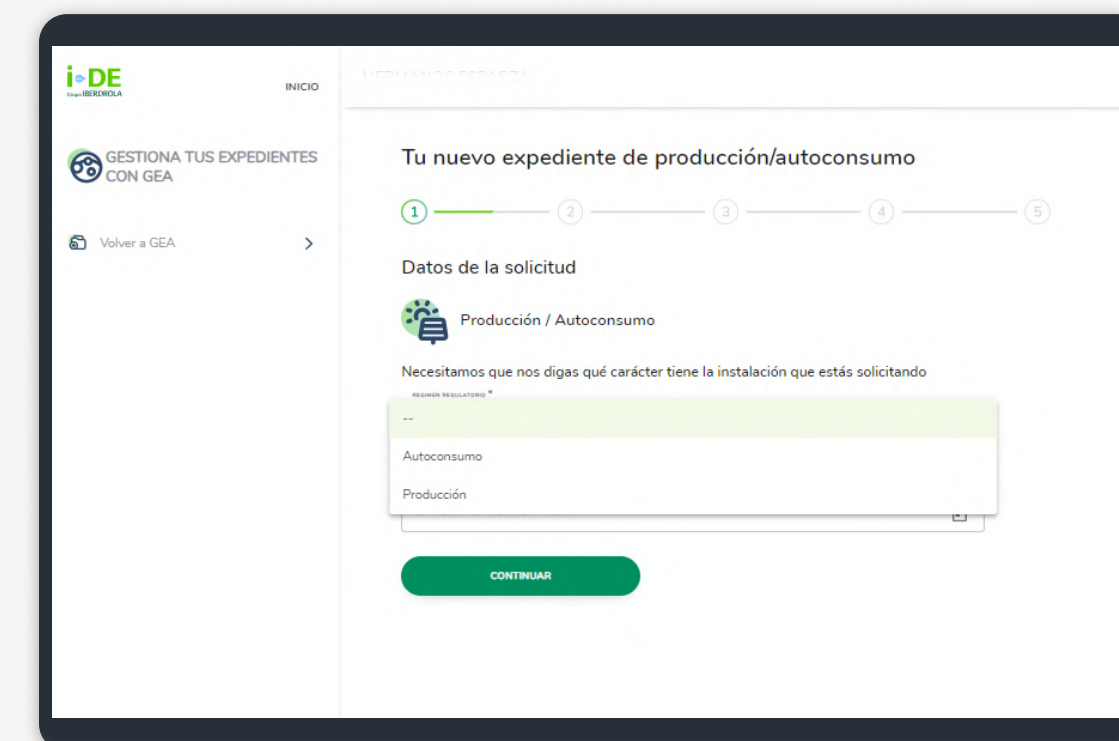 i-DE
Grupo IBERDROLA
INICIO
GESTIONA TUS EXPEDIENTES
CON GEA
Volver a GEA
Tu nuevo expediente de producción/autoconsumo
1 2 3 4 5
Datos de la solicitud
Producción / Autoconsumo
Necesitamos que nos digas qué carácter tiene la instalación que estás solicitando
RÉGIMEN REGULATORIO *
--
Autoconsumo
Producción
CONTINUAR